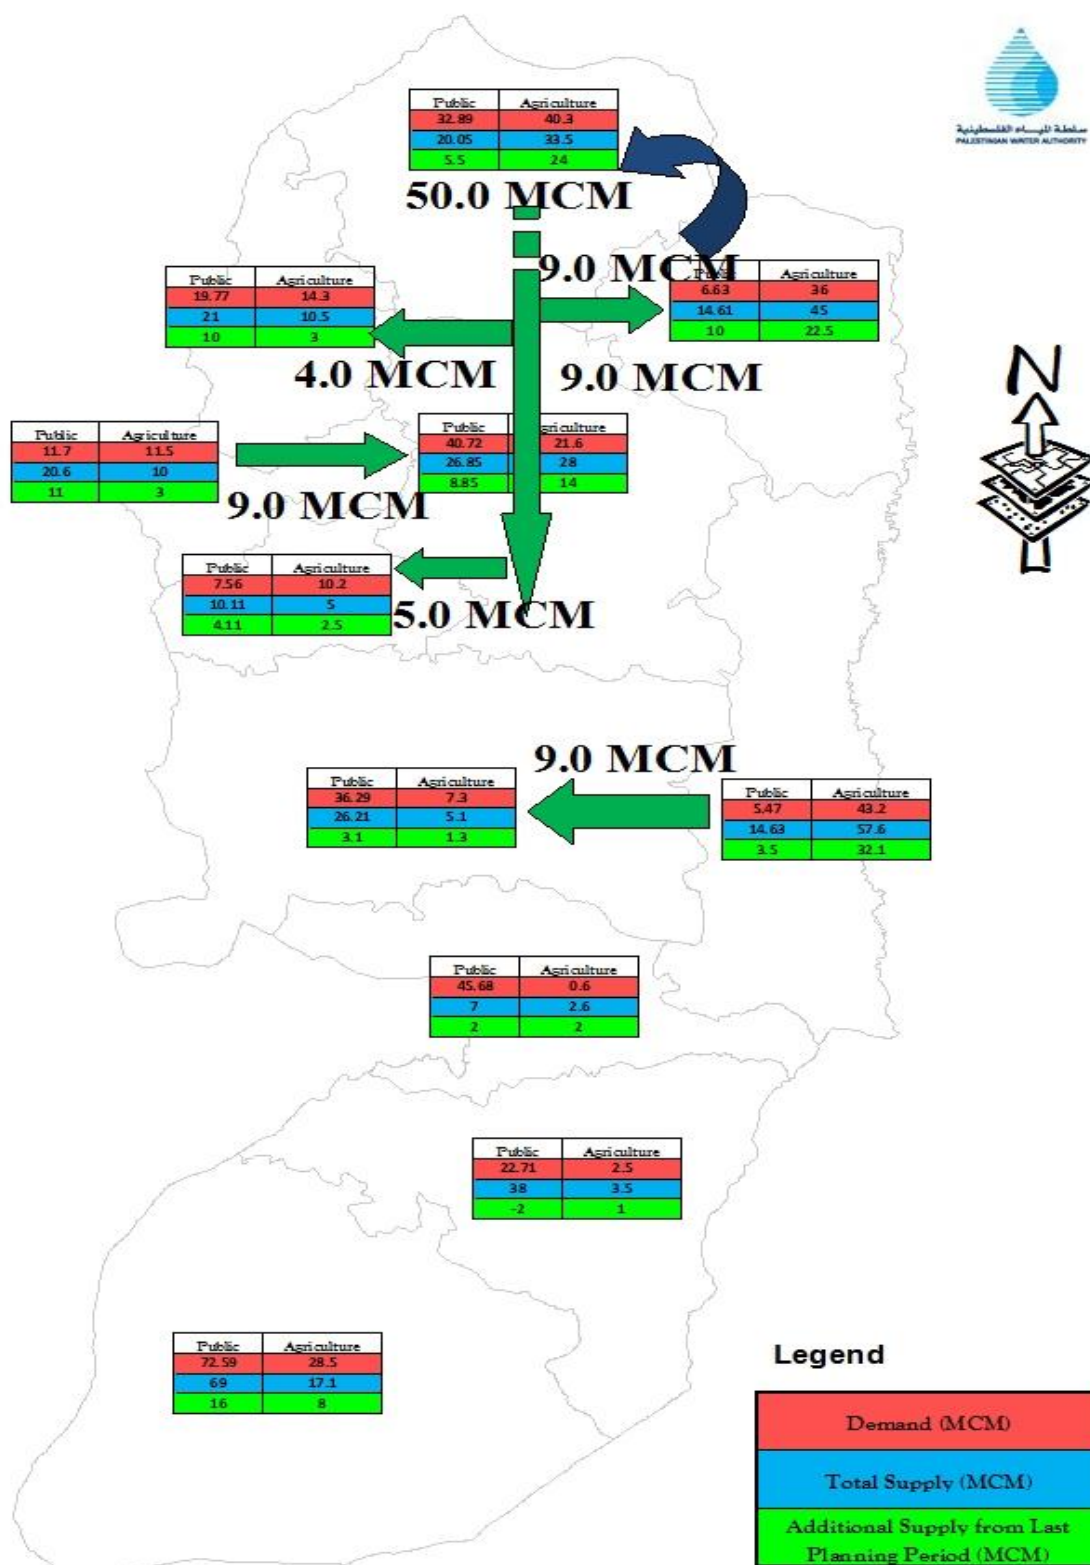 سلطة المياه الفلسطينية
PALESTINIAN WATER AUTHORITY
Public Agriculture
32.89 40.3
20.05 33.5
5.5 24
50.0 MCM
9.0 MCM
Public Agriculture
19.77 14.3
21 10.5
10 3
Public Agriculture
6.63 36
14.61 45
10 22.5
4.0 MCM
9.0 MCM
N
Public Agriculture
11.7 11.5
20.6 10
11 3
Public griculture
40.72 21.6
26.85 28
8.85 14
9.0 MCM
Public Agriculture
7.56 10.2
10.11 5
4.11 2.5
5.0 MCM
9.0 MCM
Public Agriculture
36.29 7.3
26.21 5.1
3.1 1.3
Public Agriculture
5.47 43.2
14.63 57.6
3.5 32.1
Public Agriculture
45.68 0.6
7 2.6
2 2
Public Agriculture
22.71 2.5
38 3.5
-2 1
Public Agriculture
72.59 28.5
69 17.1
16 8
Legend
Demand (MCM)
Total Supply (MCM)
Additional Supply from Last
Planning Period (MCM)